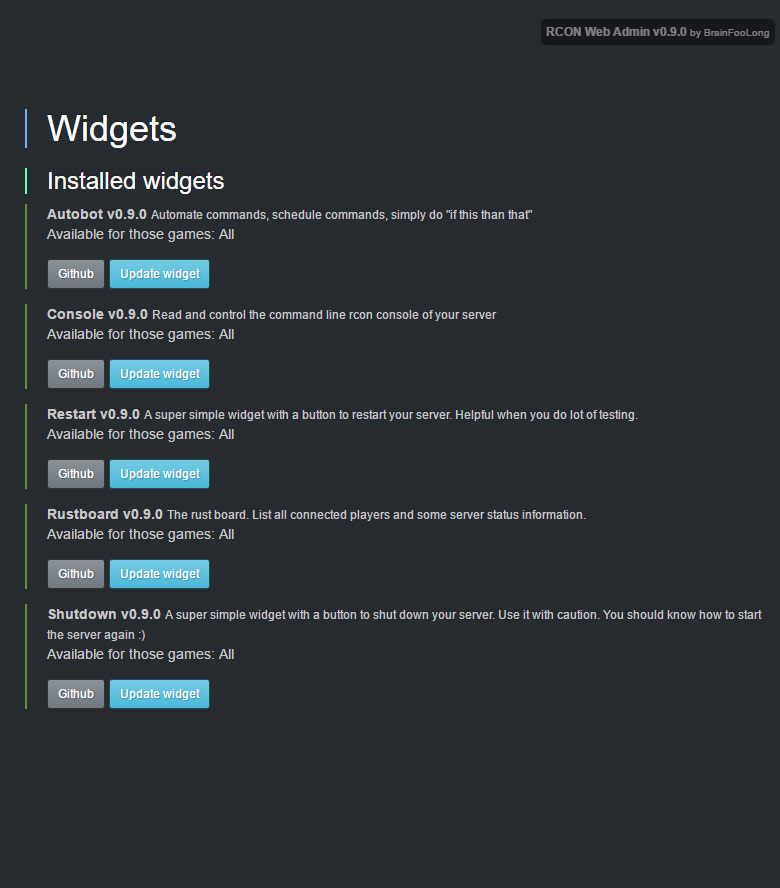 RCON Web Admin v0.9.0 by BrainFooLong
Widgets
Installed widgets
Autobot v0.9.0 Automate commands, schedule commands, simply do "if this than that"
Available for those games: All
Github Update widget
Console v0.9.0 Read and control the command line rcon console of your server
Available for those games: All
Github Update widget
Restart v0.9.0 A super simple widget with a button to restart your server. Helpful when you do lot of testing.
Available for those games: All
Github Update widget
Rustboard v0.9.0 The rust board. List all connected players and some server status information.
Available for those games: All
Github Update widget
Shutdown v0.9.0 A super simple widget with a button to shut down your server. Use it with caution. You should know how to start
the server again :)
Available for those games: All
Github Update widget